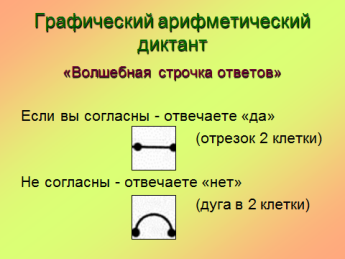 Графический арифметический
диктант
«Волшебная строчка ответов»
Если вы согласны - отвечаете «да»
(отрезок 2 клетки)
Не согласны - отвечаете «нет»
(дуга в 2 клетки)